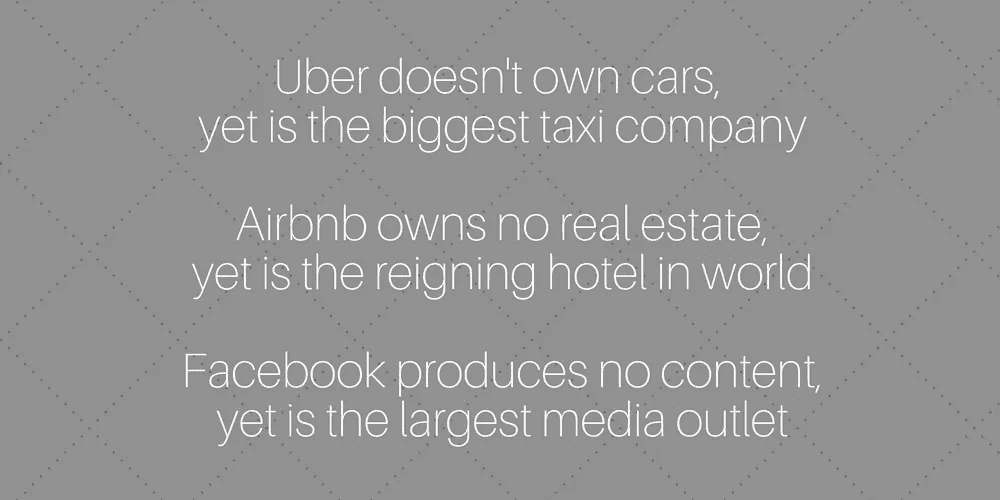 Uber doesn't own cars,
yet is the biggest taxi company
Airbnb owns no real estate,
yet is the reigning hotel in world
Facebook produces no content,
yet is the largest media outlet